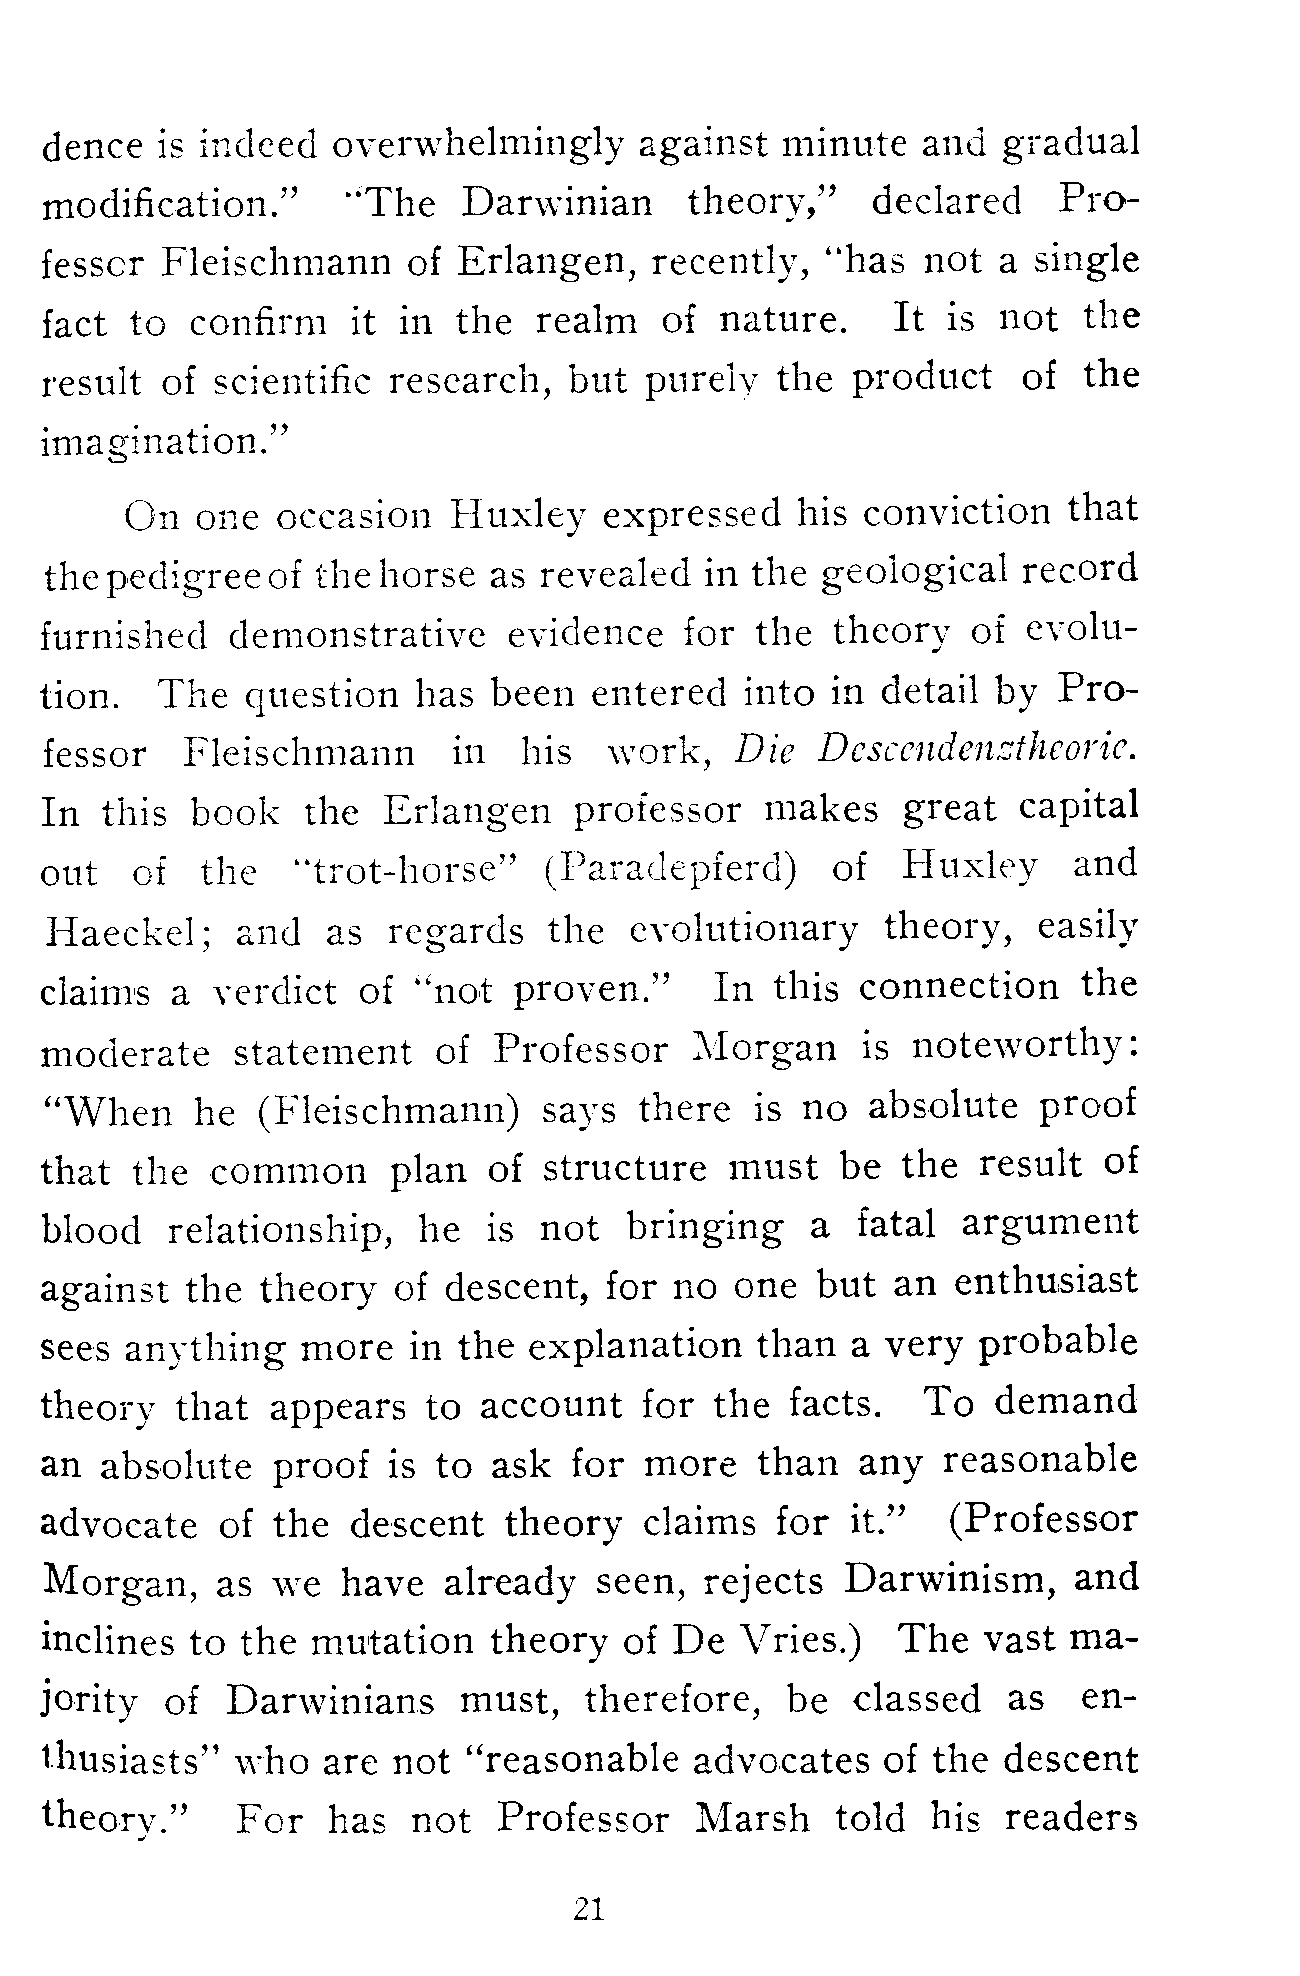 dence is indeed overwhelmingly against minute and gradual
modification." "The Darwinian theory," declared Pro-
fessor Fleischmann of Erlangen, recently, "has not a single
fact to confirm it in the realm of nature. It is not the
result of scientific research, but purely the product of the
imagination."
On one occasion Huxley expressed his conviction that
the pedigree of the horse as revealed in the geological record
furnished demonstrative evidence for the theory of evolu-
tion. The question has been entered into in detail by Pro-
fessor Fleischmann in his work, Die Descendenztheorie.
In this book the Erlangen professor makes great capital
out of the "trot-horse" (Paradepferd) of Huxley and
Haeckel; and as regards the evolutionary theory, easily
claims a verdict of "not proven." In this connection the
moderate statement of Professor Morgan is noteworthy:
"When he (Fleischmann) says there is no absolute proof
that the common plan of structure must be the result of
blood relationship, he is not bringing a fatal argument
against the theory of descent, for no one but an enthusiast
sees anything more in the explanation than a very probable
theory that appears to account for the facts. To demand
an absolute proof is to ask for more than any reasonable
advocate of the descent theory claims for it." (Professor
Morgan, as we have already seen, rejects Darwinism, and
inclines to the mutation theory of De Vries.) The vast ma-
jority of Darwinians must, therefore, be classed as en-
thusiasts" who are not "reasonable advocates of the descent
theory." For has not Professor Marsh told his readers
21